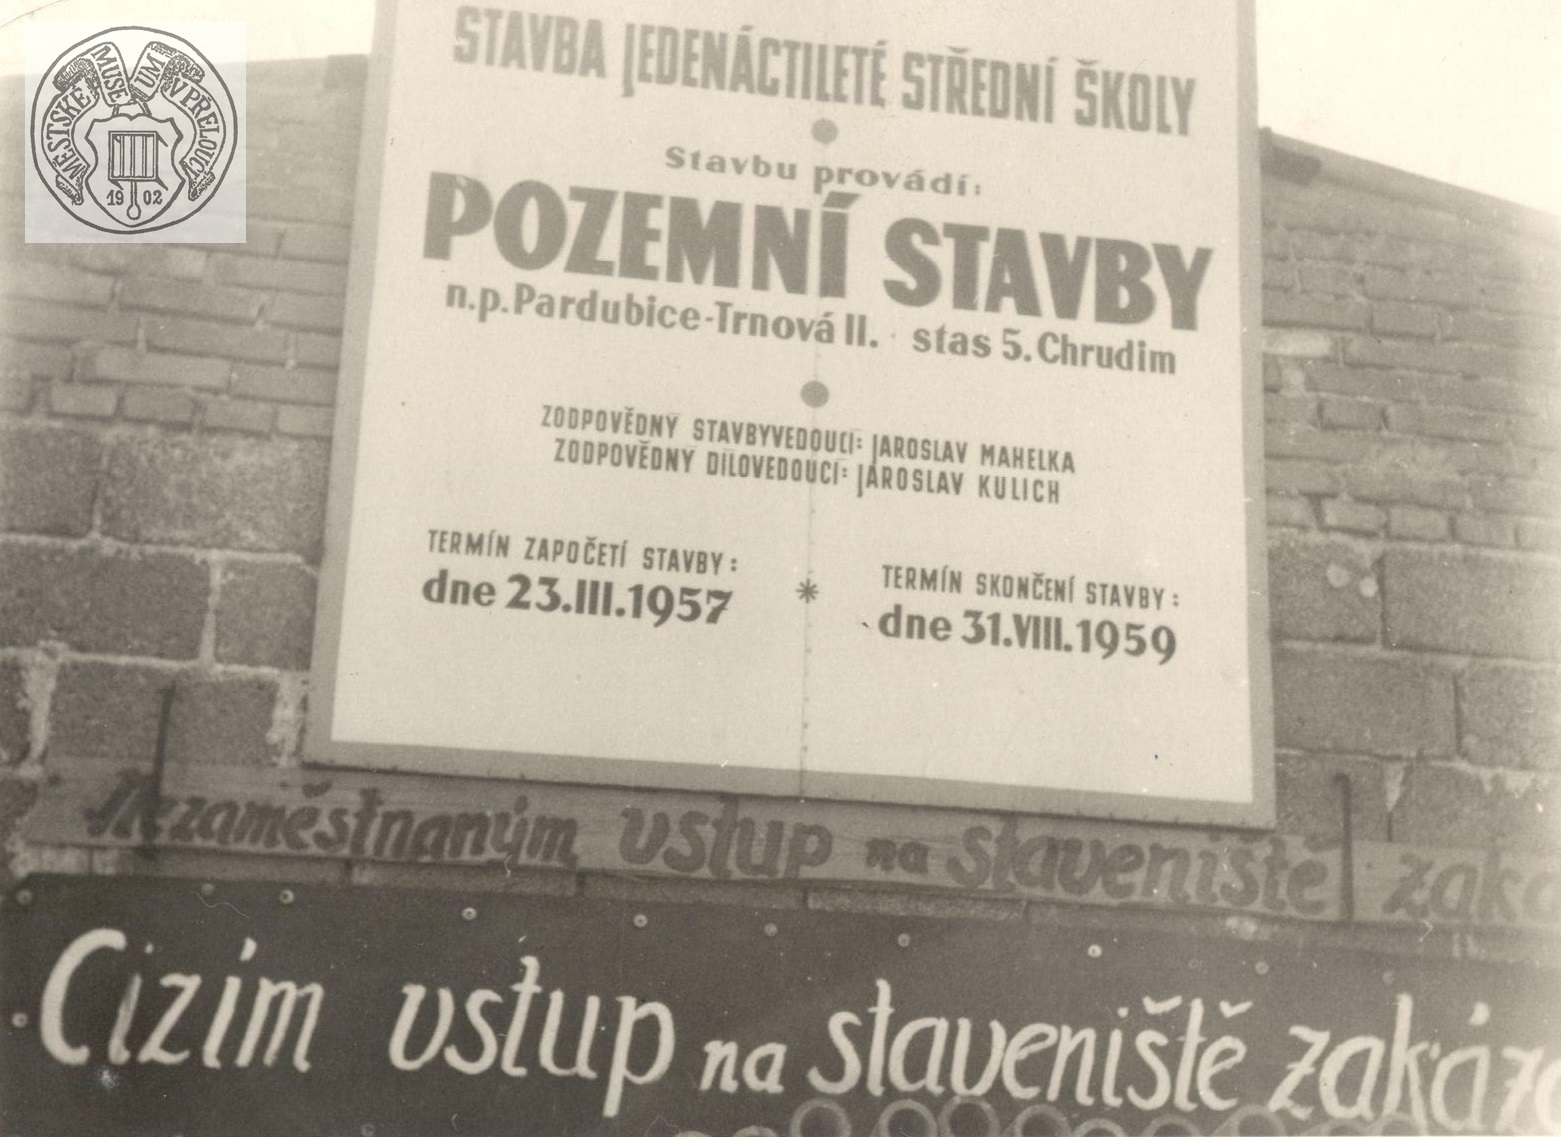 MĚSTSKÉ MUSEUM V PŘELOUČI
1902
STAVBA JEDENÁCTILETÉ STŘEDNÍ ŠKOLY
Stavbu provádí:
POZEMNÍ STAVBY
n.p. Pardubice-Trnová II. stas 5. Chrudim
ZODPOVĚDNÝ STAVBYVEDOUCÍ: JAROSLAV MAHELKA
ZODPOVĚDNÝ DÍLOVEDOUCÍ: JAROSLAV KULICH
TERMÍN ZAPOČETÍ STAVBY: TERMÍN SKONČENÍ STAVBY:
dne 23.III.1957 * dne 31.VIII.1959
Nezaměstnaným vstup na staveniště zaká
Cizím vstup na staveniště zakázo